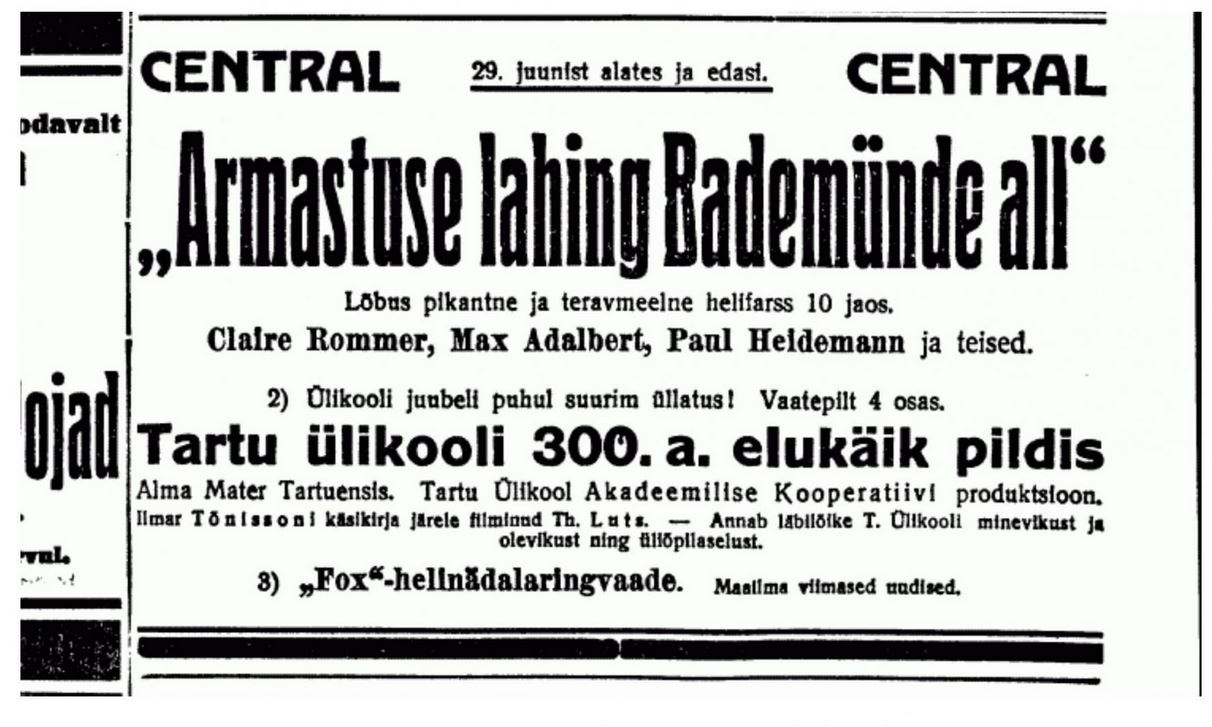 odavalt
ojad
CENTRAL 29. juunist alates ja edasi. CENTRAL
„Armastuse lahing Bademünde all“
Lõbus pikantne ja teravmeelne helifarss 10 jaos.
Claire Rommer, Max Adalbert, Paul Heidemann ja teised.
2) Ülikooli juubeli puhul suurim üllatus! Vaatepilt 4 osas.
Tartu ülikooli 300. a. elukäik pildis
Alma Mater Tartuensis. Tartu Ülikool Akadeemilise Kooperatiivi produktsioon.
Ilmar Tõnissoni käsikirja järele filminud Th. Luts. — Annab läbilõike T. Ülikooli minevikust ja
olevikust ning üliõpilaselust.
3) „Fox“-helinädalaringvaade. Maailma viimased uudised.